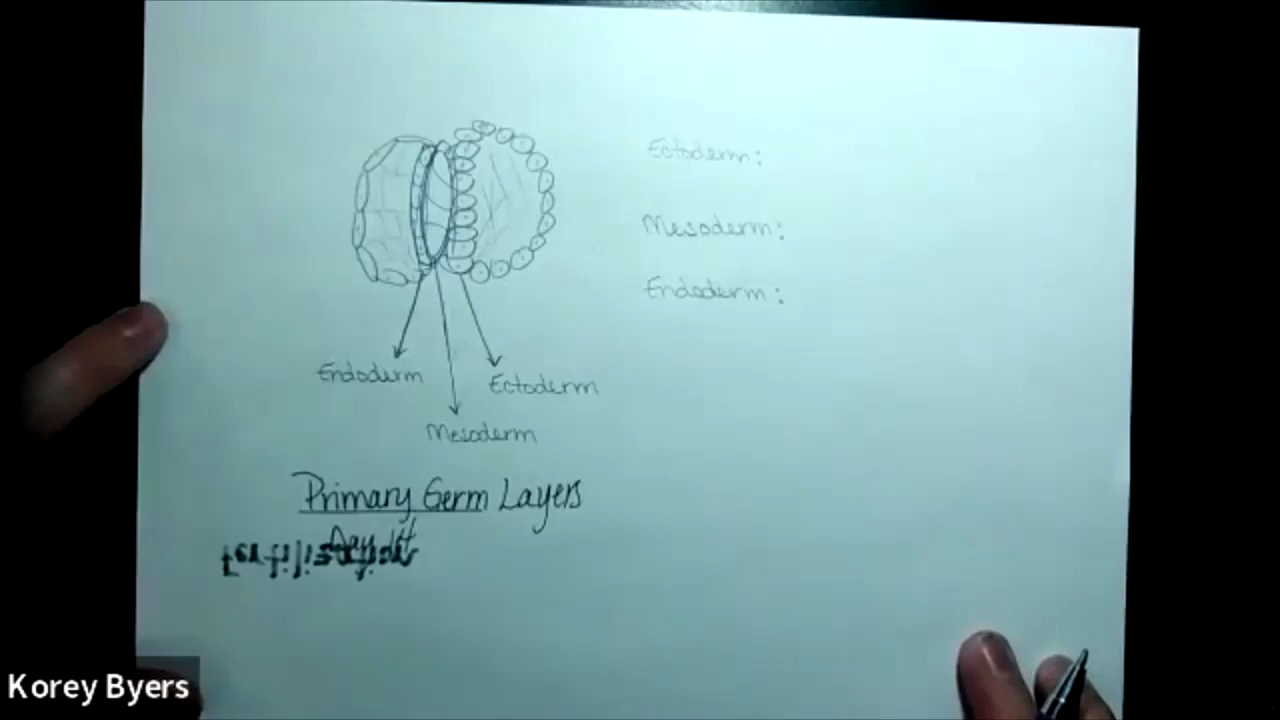 Ectoderm:
Mesoderm:
Endoderm:
Endoderm
Ectoderm
Mesoderm
Primary Germ Layers
Korey Byers